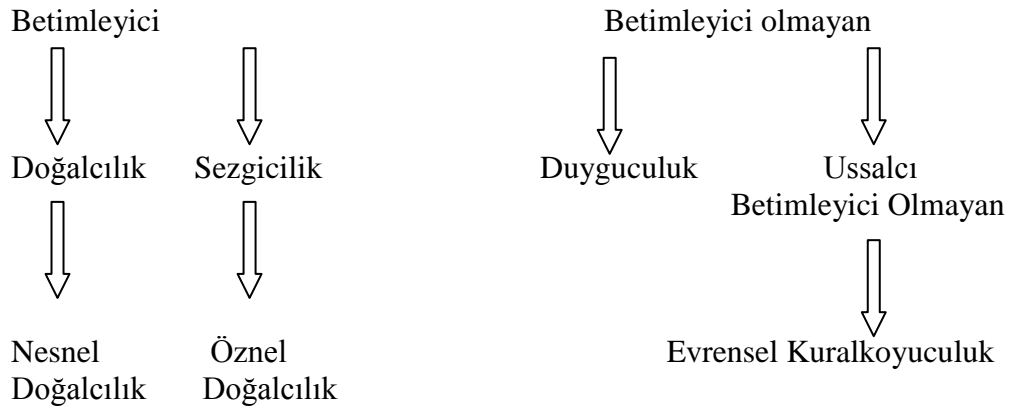 Betimleyici Betimleyici olmayan
Doğalcılık Sezgicilik Duyguculuk Ussalcı
Betimleyici Olmayan
Nesnel Öznel Evrensel Kuralkoyuculuk
Doğalcılık Doğalcılık